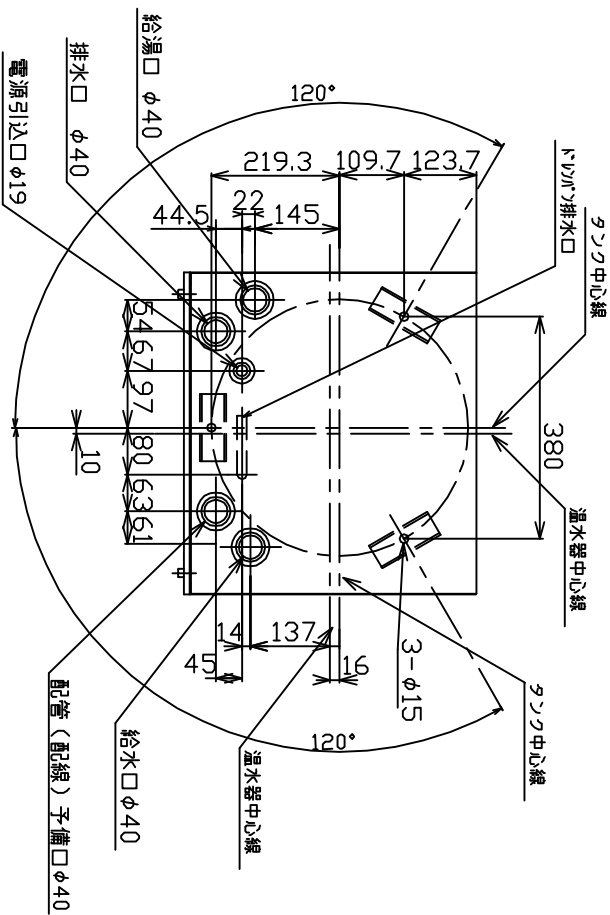 給湯口 φ40
排水口 φ40
電源引込口φ19
120°
219.3
109.7
123.7
44.5
22
145
ドレンパン排水口
タンク中心線
380
温水器中心線
54
67
97
80
63
61
10
3-φ15
タンク中心線
14
137
16
45
120°
温水器中心線
給水口φ40
配管（配線）予備口φ40